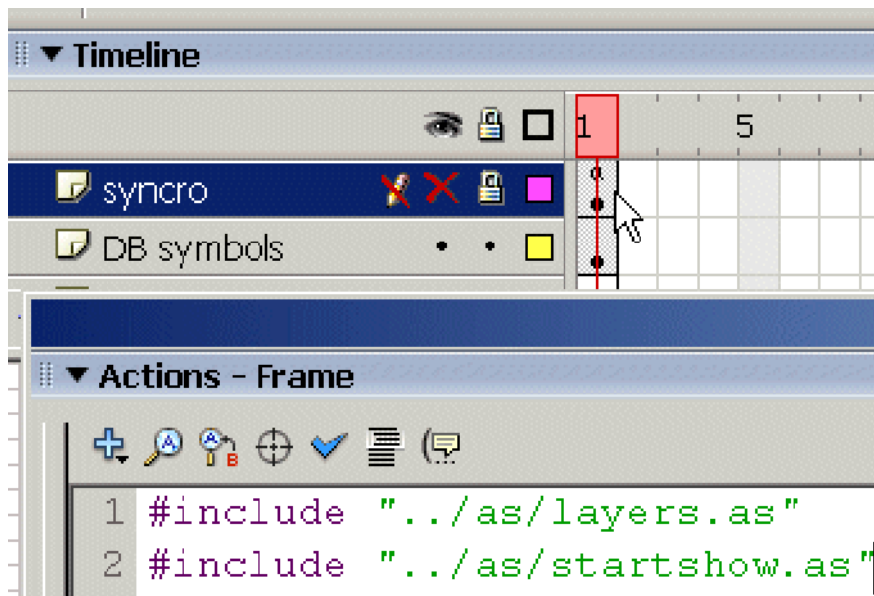 Timeline
1 5
syncro
DB symbols
Actions - Frame
1 #include "../as/layers.as"
2 #include "../as/startshow.as"